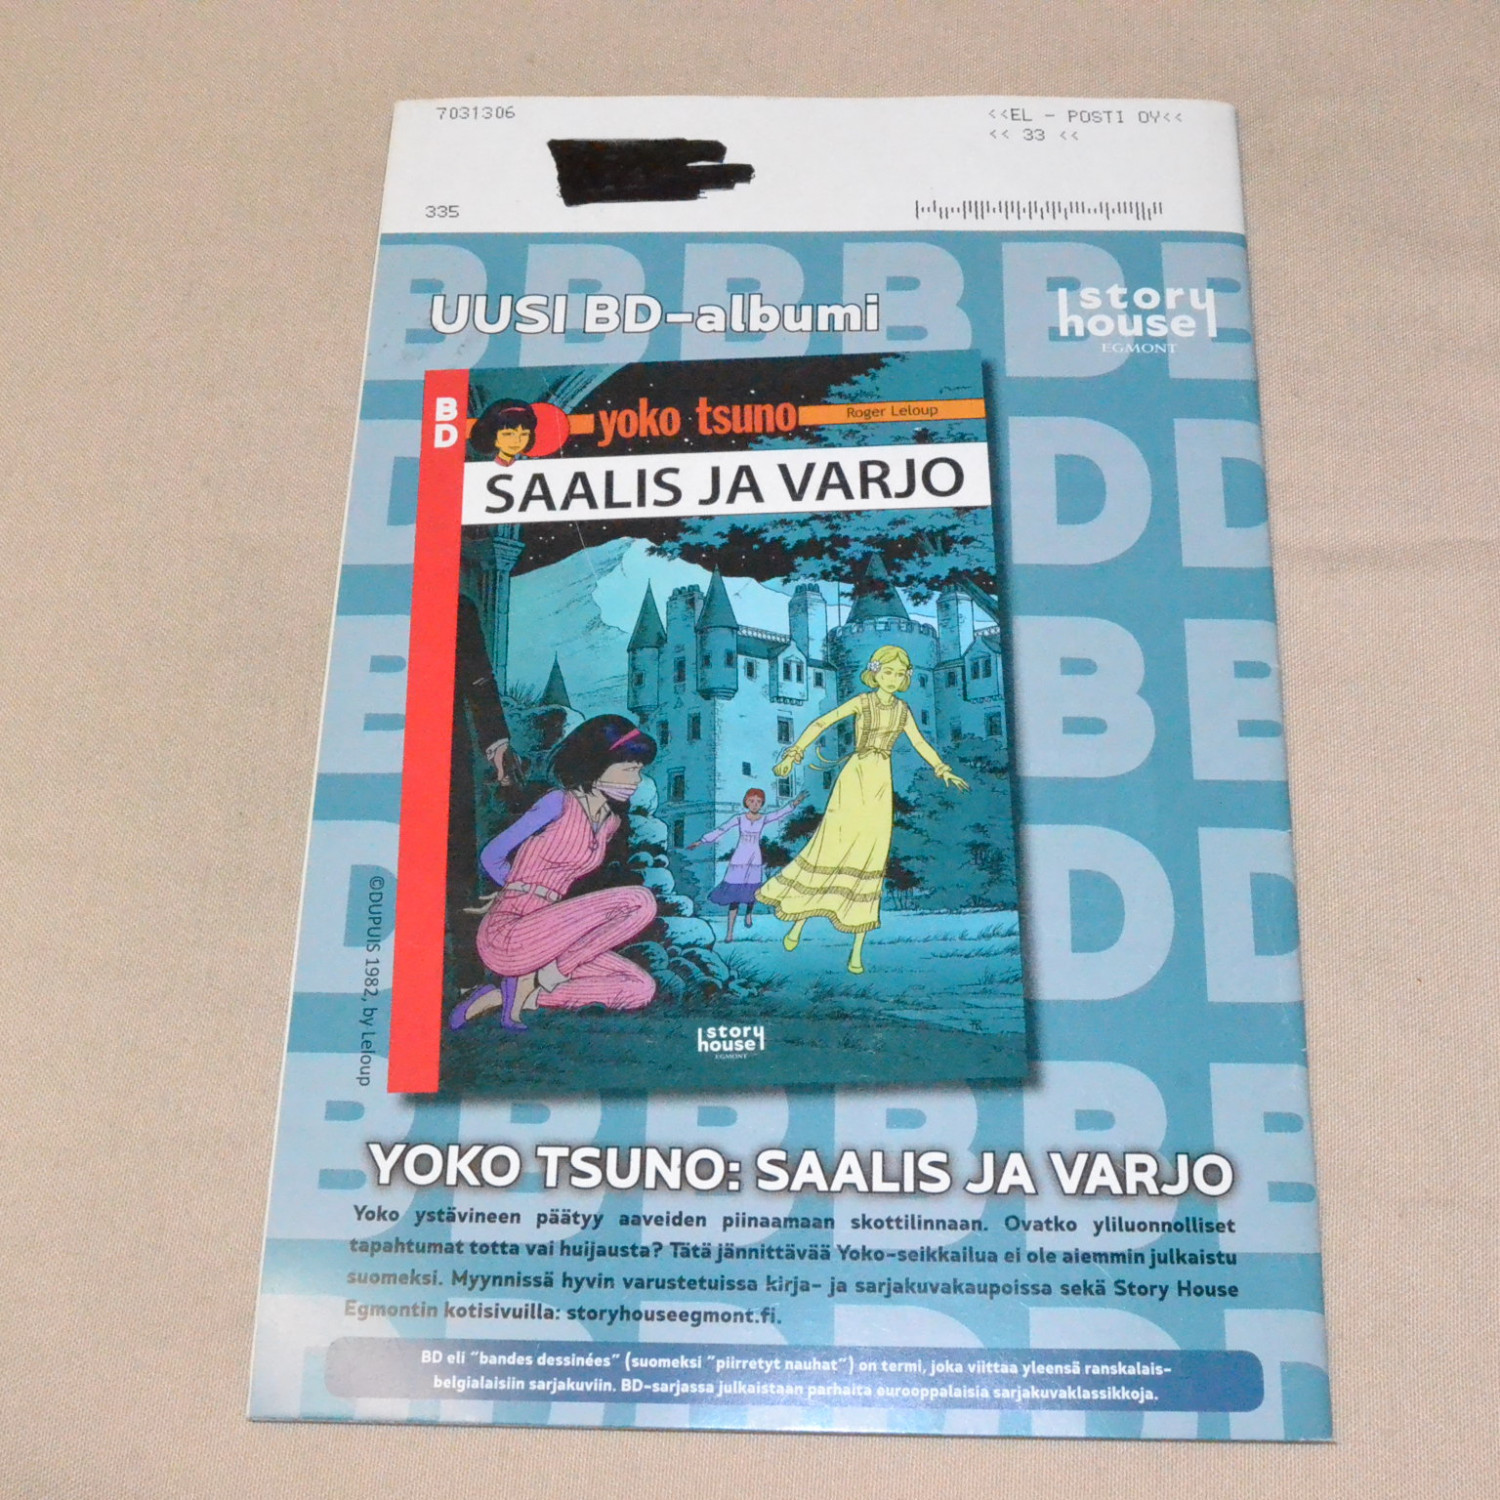 7031306
<<EL - POSTI OY<<
<< 33 <<
335
UUSI BD-albumi
story
house
EGMONT
B
D
yoko tsuno
Roger Leloup
SAALIS JA VARJO
story
house
EGMONT
©DUPUIS 1982, by Leloup
YOKO TSUNO: SAALIS JA VARJO
Yoko ystävineen päätyy aaveiden piinaamaan skottilinnaan. Ovatko yliluonnolliset
tapahtumat totta vai huijausta? Tätä jännittävää Yoko-seikkailua ei ole aiemmin julkaistu
suomeksi. Myynnissä hyvin varustetuissa kirja- ja sarjakuvakaupoissa sekä Story House
Egmontin kotisivuilla: storyhouseegmont.fi.
BD eli "bandes dessinées" (suomeksi "piirretyt nauhat") on termi, joka viittaa yleensä ranskalais-
belgialaisiin sarjakuviin. BD-sarjassa julkaistaan parhaita eurooppalaisia sarjakuvaklassikkoja.